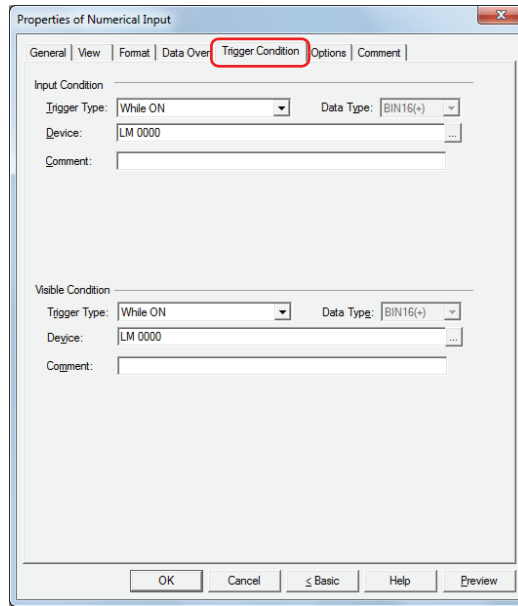 Properties of Numerical Input
General View Format Data Over Trigger Condition Options Comment
Input Condition
Trigger Type: While ON Data Type: BIN16(+)
Device: LM 0000 ...
Comment:
Visible Condition
Trigger Type: While ON Data Type: BIN16(+)
Device: LM 0000 ...
Comment:
OK Cancel ≤ Basic Help Preview